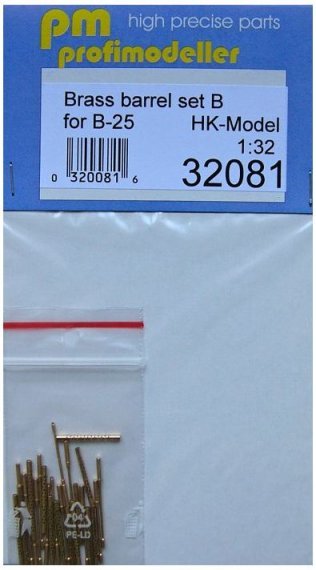 pm high precise parts
profimodeller
Brass barrel set B
for B-25 HK-Model
1:32
0 320081 6 32081
04
PE-LD